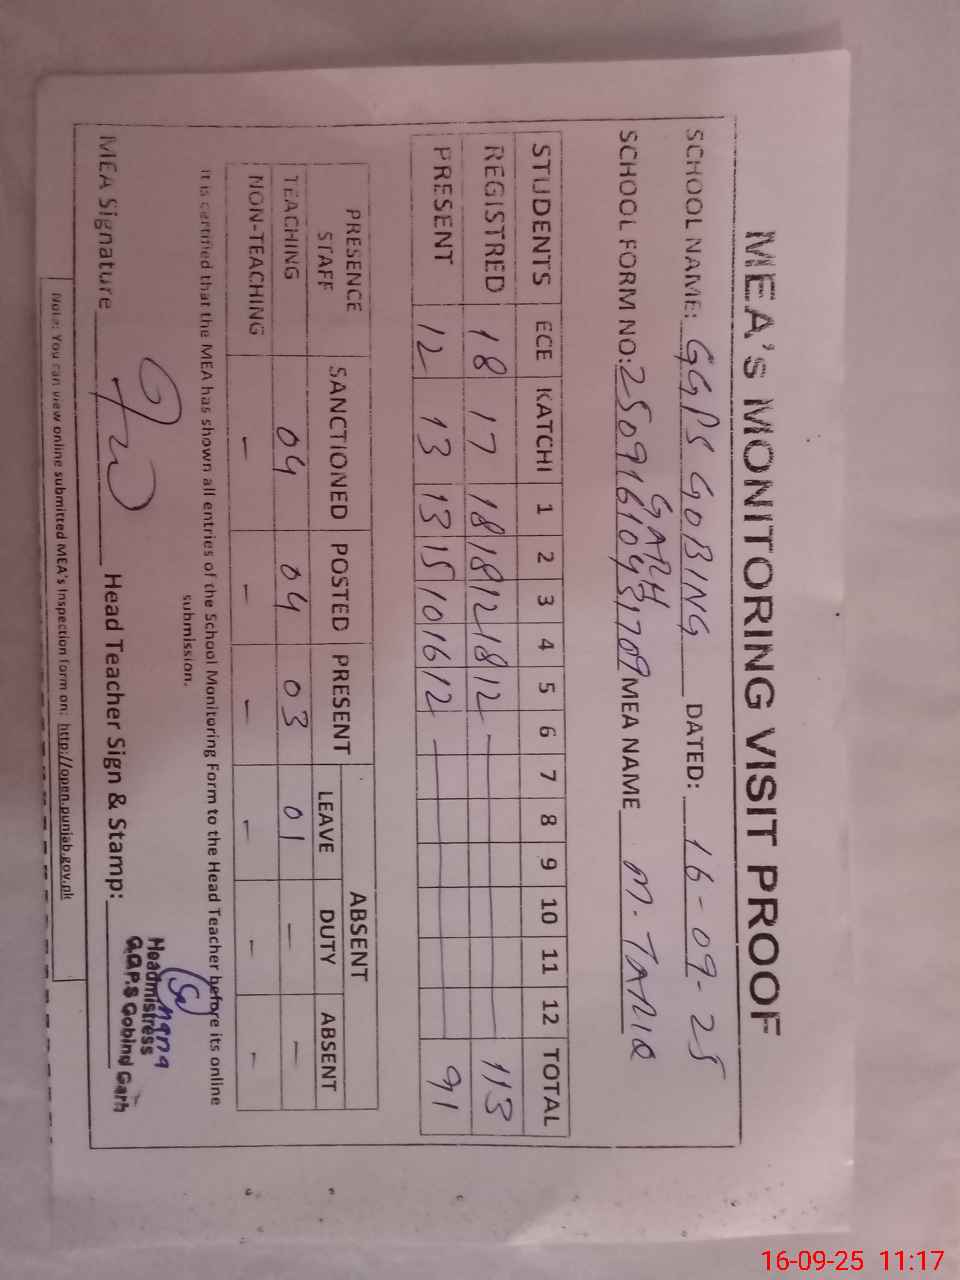 MEA's MONITORING VISIT PROOF
SCHOOL NAME: GGPS GOBING GARH DATED: 16-09-25
SCHOOL FORM NO: 25091610431709 MEA NAME M. TARIQ
STUDENTS ECE KATCHI 1 2 3 4 5 6 7 8 9 10 11 12 TOTAL
REGISTRED 18 17 18 18 12 18 12 113
PRESENT 12 13 13 15 10 16 12 91
PRESENCE STAFF SANCTIONED POSTED PRESENT ABSENT
LEAVE DUTY ABSENT
TEACHING 04 04 03 01 - -
NON-TEACHING - - - - - -
It is certified that the MEA has shown all entries of the School Monitoring Form to the Head Teacher before its online
submission.
MEA Signature Head Teacher Sign & Stamp:
Headmistress
G.G.P.S Gobind Garh
Note: You can view online submitted MEA's Inspection form on: http://open.punjab.gov.pk
16-09-25 11:17